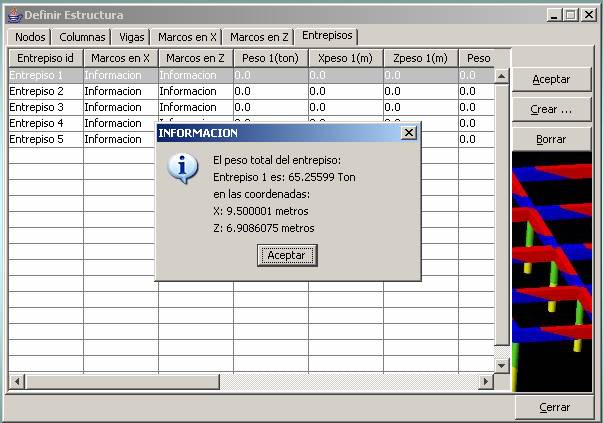 Definir Estructura
Nodos Columnas Vigas Marcos en X Marcos en Z Entrepisos
Entrepiso id Marcos en X Marcos en Z Peso 1(ton) Xpeso 1(m) Zpeso 1(m) Peso
Entrepiso 1 Informacion Informacion 0.0 0.0 0.0 0.0
Entrepiso 2 Informacion Informacion 0.0 0.0 0.0 0.0
Entrepiso 3 Informacion Informacion 0.0 0.0 0.0 0.0
Entrepiso 4 Informacion 0.0
Entrepiso 5 Informacion 0.0
Aceptar
Crear ...
Borrar
INFORMACION
El peso total del entrepiso:
Entrepiso 1 es: 65.25599 Ton
en las coordenadas:
X: 9.500001 metros
Z: 6.9086075 metros
Aceptar
Cerrar